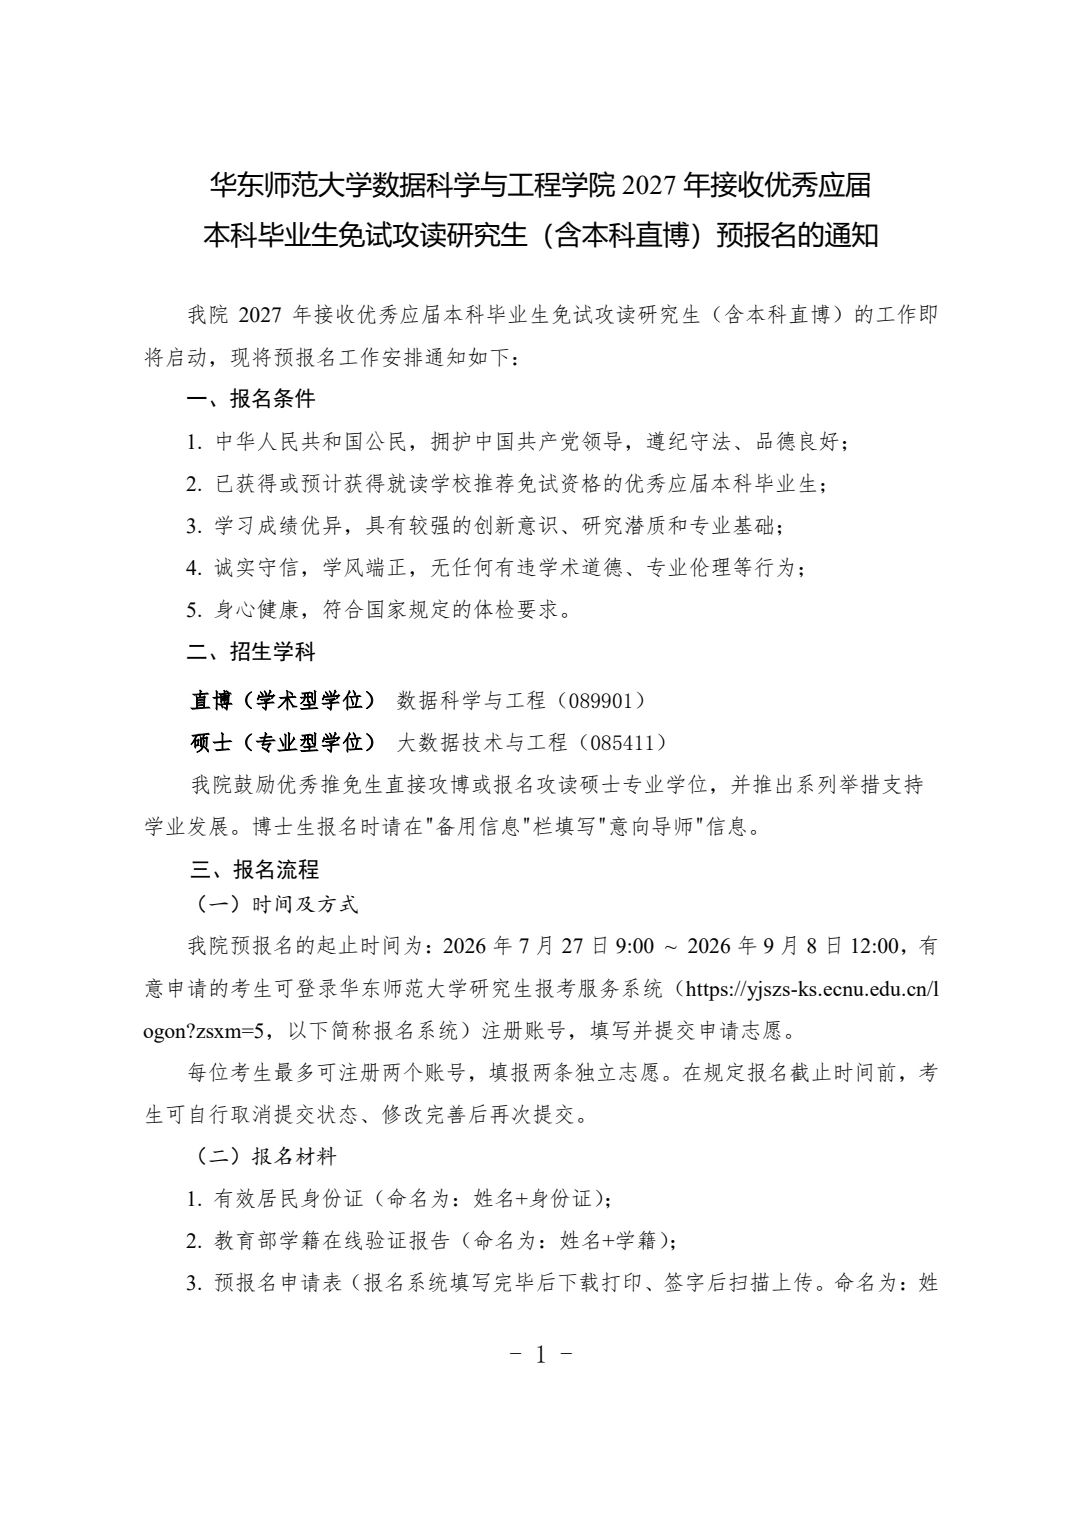 华东师范大学数据科学与工程学院 2027 年接收优秀应届
本科毕业生免试攻读研究生（含本科直博）预报名的通知
我院 2027 年接收优秀应届本科毕业生免试攻读研究生（含本科直博）的工作即
将启动，现将预报名工作安排通知如下：
一、报名条件
1. 中华人民共和国公民，拥护中国共产党领导，遵纪守法、品德良好；
2. 已获得或预计获得就读学校推荐免试资格的优秀应届本科毕业生；
3. 学习成绩优异，具有较强的创新意识、研究潜质和专业基础；
4. 诚实守信，学风端正，无任何有违学术道德、专业伦理等行为；
5. 身心健康，符合国家规定的体检要求。
二、招生学科
直博（学术型学位） 数据科学与工程（089901）
硕士（专业型学位） 大数据技术与工程（085411）
我院鼓励优秀推免生直接攻博或报名攻读硕士专业学位，并推出系列举措支持
学业发展。博士生报名时请在"备用信息"栏填写"意向导师"信息。
三、报名流程
（一）时间及方式
我院预报名的起止时间为：2026 年 7 月 27 日 9:00 ~ 2026 年 9 月 8 日 12:00，有
意申请的考生可登录华东师范大学研究生报考服务系统（https://yjszs-ks.ecnu.edu.cn/l
ogon?zsxm=5，以下简称报名系统）注册账号，填写并提交申请志愿。
每位考生最多可注册两个账号，填报两条独立志愿。在规定报名截止时间前，考
生可自行取消提交状态、修改完善后再次提交。
（二）报名材料
1. 有效居民身份证（命名为：姓名+身份证）；
2. 教育部学籍在线验证报告（命名为：姓名+学籍）；
3. 预报名申请表（报名系统填写完毕后下载打印、签字后扫描上传。命名为：姓
- 1 -